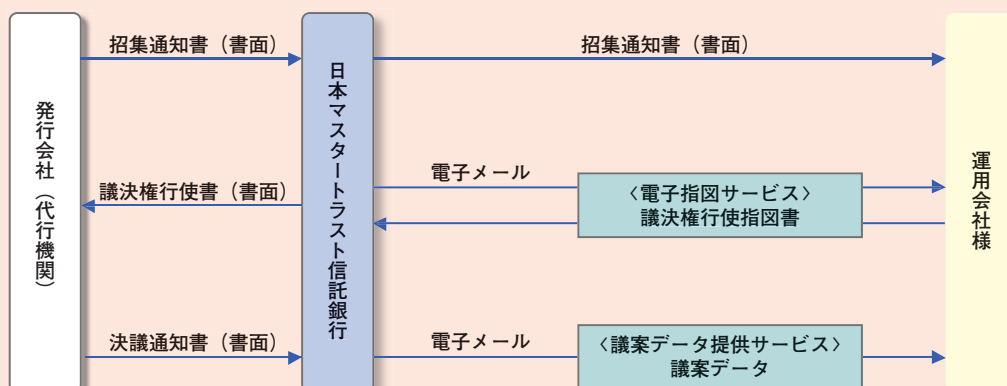 招集通知書（書面）
招集通知書（書面）
発行会社（代行機関）
日本マスタートラスト信託銀行
運用会社様
電子メール
議決権行使書（書面）
〈電子指図サービス〉
議決権行使指図書
決議通知書（書面）
電子メール
〈議案データ提供サービス〉
議案データ